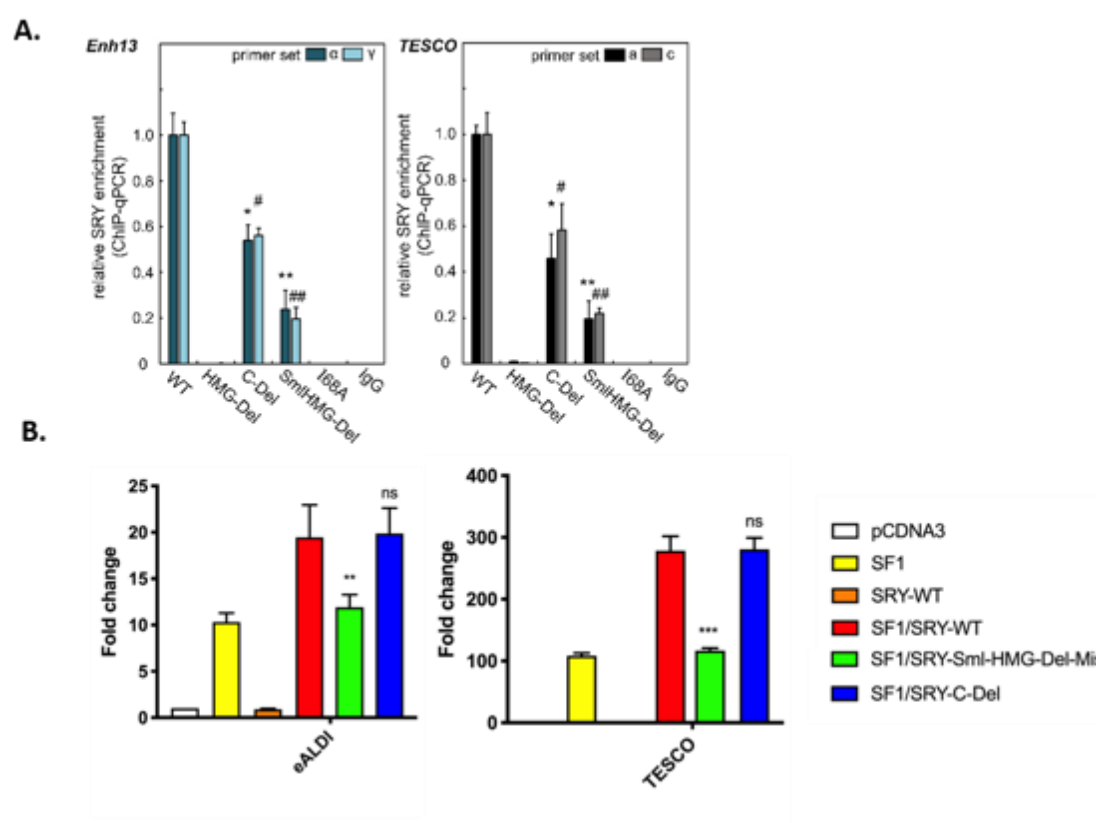 A.
Enh13
primer set α γ
relative SRY enrichment
(ChIP-qPCR)
1.0
0.8
0.6
0.4
0.2
0
* # ** ##
WT HMG-Del C-Del SmlHMG-Del I68A IgG
TESCO
primer set a c
relative SRY enrichment
(ChIP-qPCR)
1.0
0.8
0.6
0.4
0.2
0
* # ** ##
WT HMG-Del C-Del SmlHMG-Del I68A IgG
B.
Fold change
25
20
15
10
5
0
** ns
eALDI
Fold change
400
300
200
100
0
*** ns
TESCO
pCDNA3
SF1
SRY-WT
SF1/SRY-WT
SF1/SRY-Sml-HMG-Del-Mis
SF1/SRY-C-Del